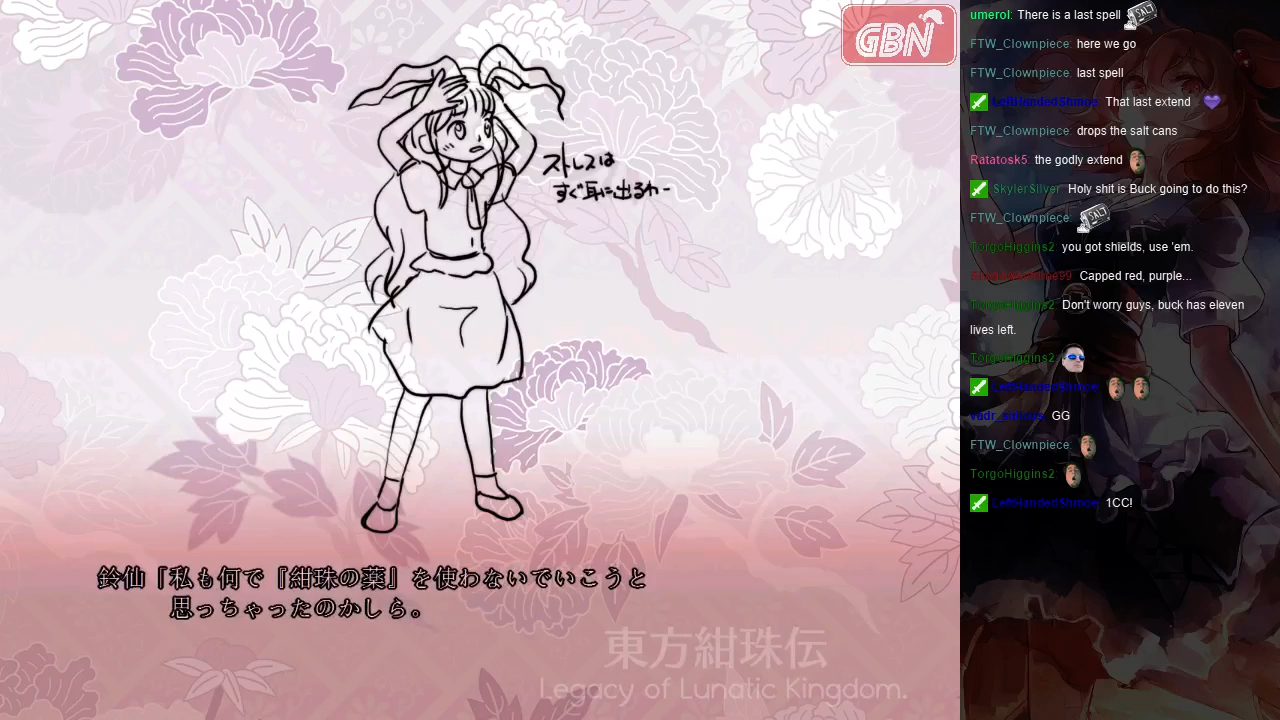 GBN
ストレスは
すぐ耳に出るわー
鈴仙「私も何で『紺珠の薬』を使わないでいこうと
思っちゃったのかしら。
東方紺珠伝
Legacy of Lunatic Kingdom.
umerol: There is a last spell SALT
FTW_Clownpiece: here we go
FTW_Clownpiece: last spell
LeftHandedShmoe: That last extend
FTW_Clownpiece: drops the salt cans
Ratatosk5: the godly extend
SkylerSilver: Holy shit is Buck going to do this?
FTW_Clownpiece: SALT
TorgoHiggins2: you got shields, use 'em.
Capped red, purple...
TorgoHiggins2: Don't worry guys, buck has eleven
lives left.
TorgoHiggins2:
LeftHandedShmoe:
GG
FTW_Clownpiece:
TorgoHiggins2:
LeftHandedShmoe: 1CC!